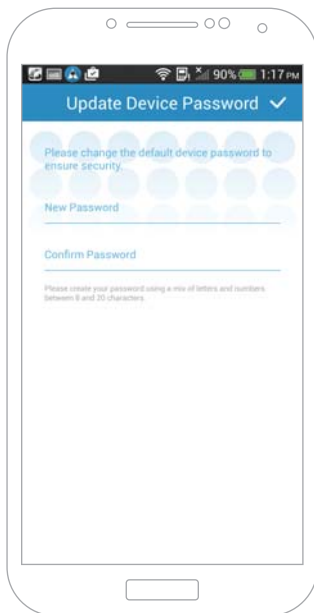 90% 1:17 PM
Update Device Password
Please change the default device password to
ensure security.
New Password
Confirm Password
Please create your password using a mix of letters and numbers
between 8 and 20 characters.